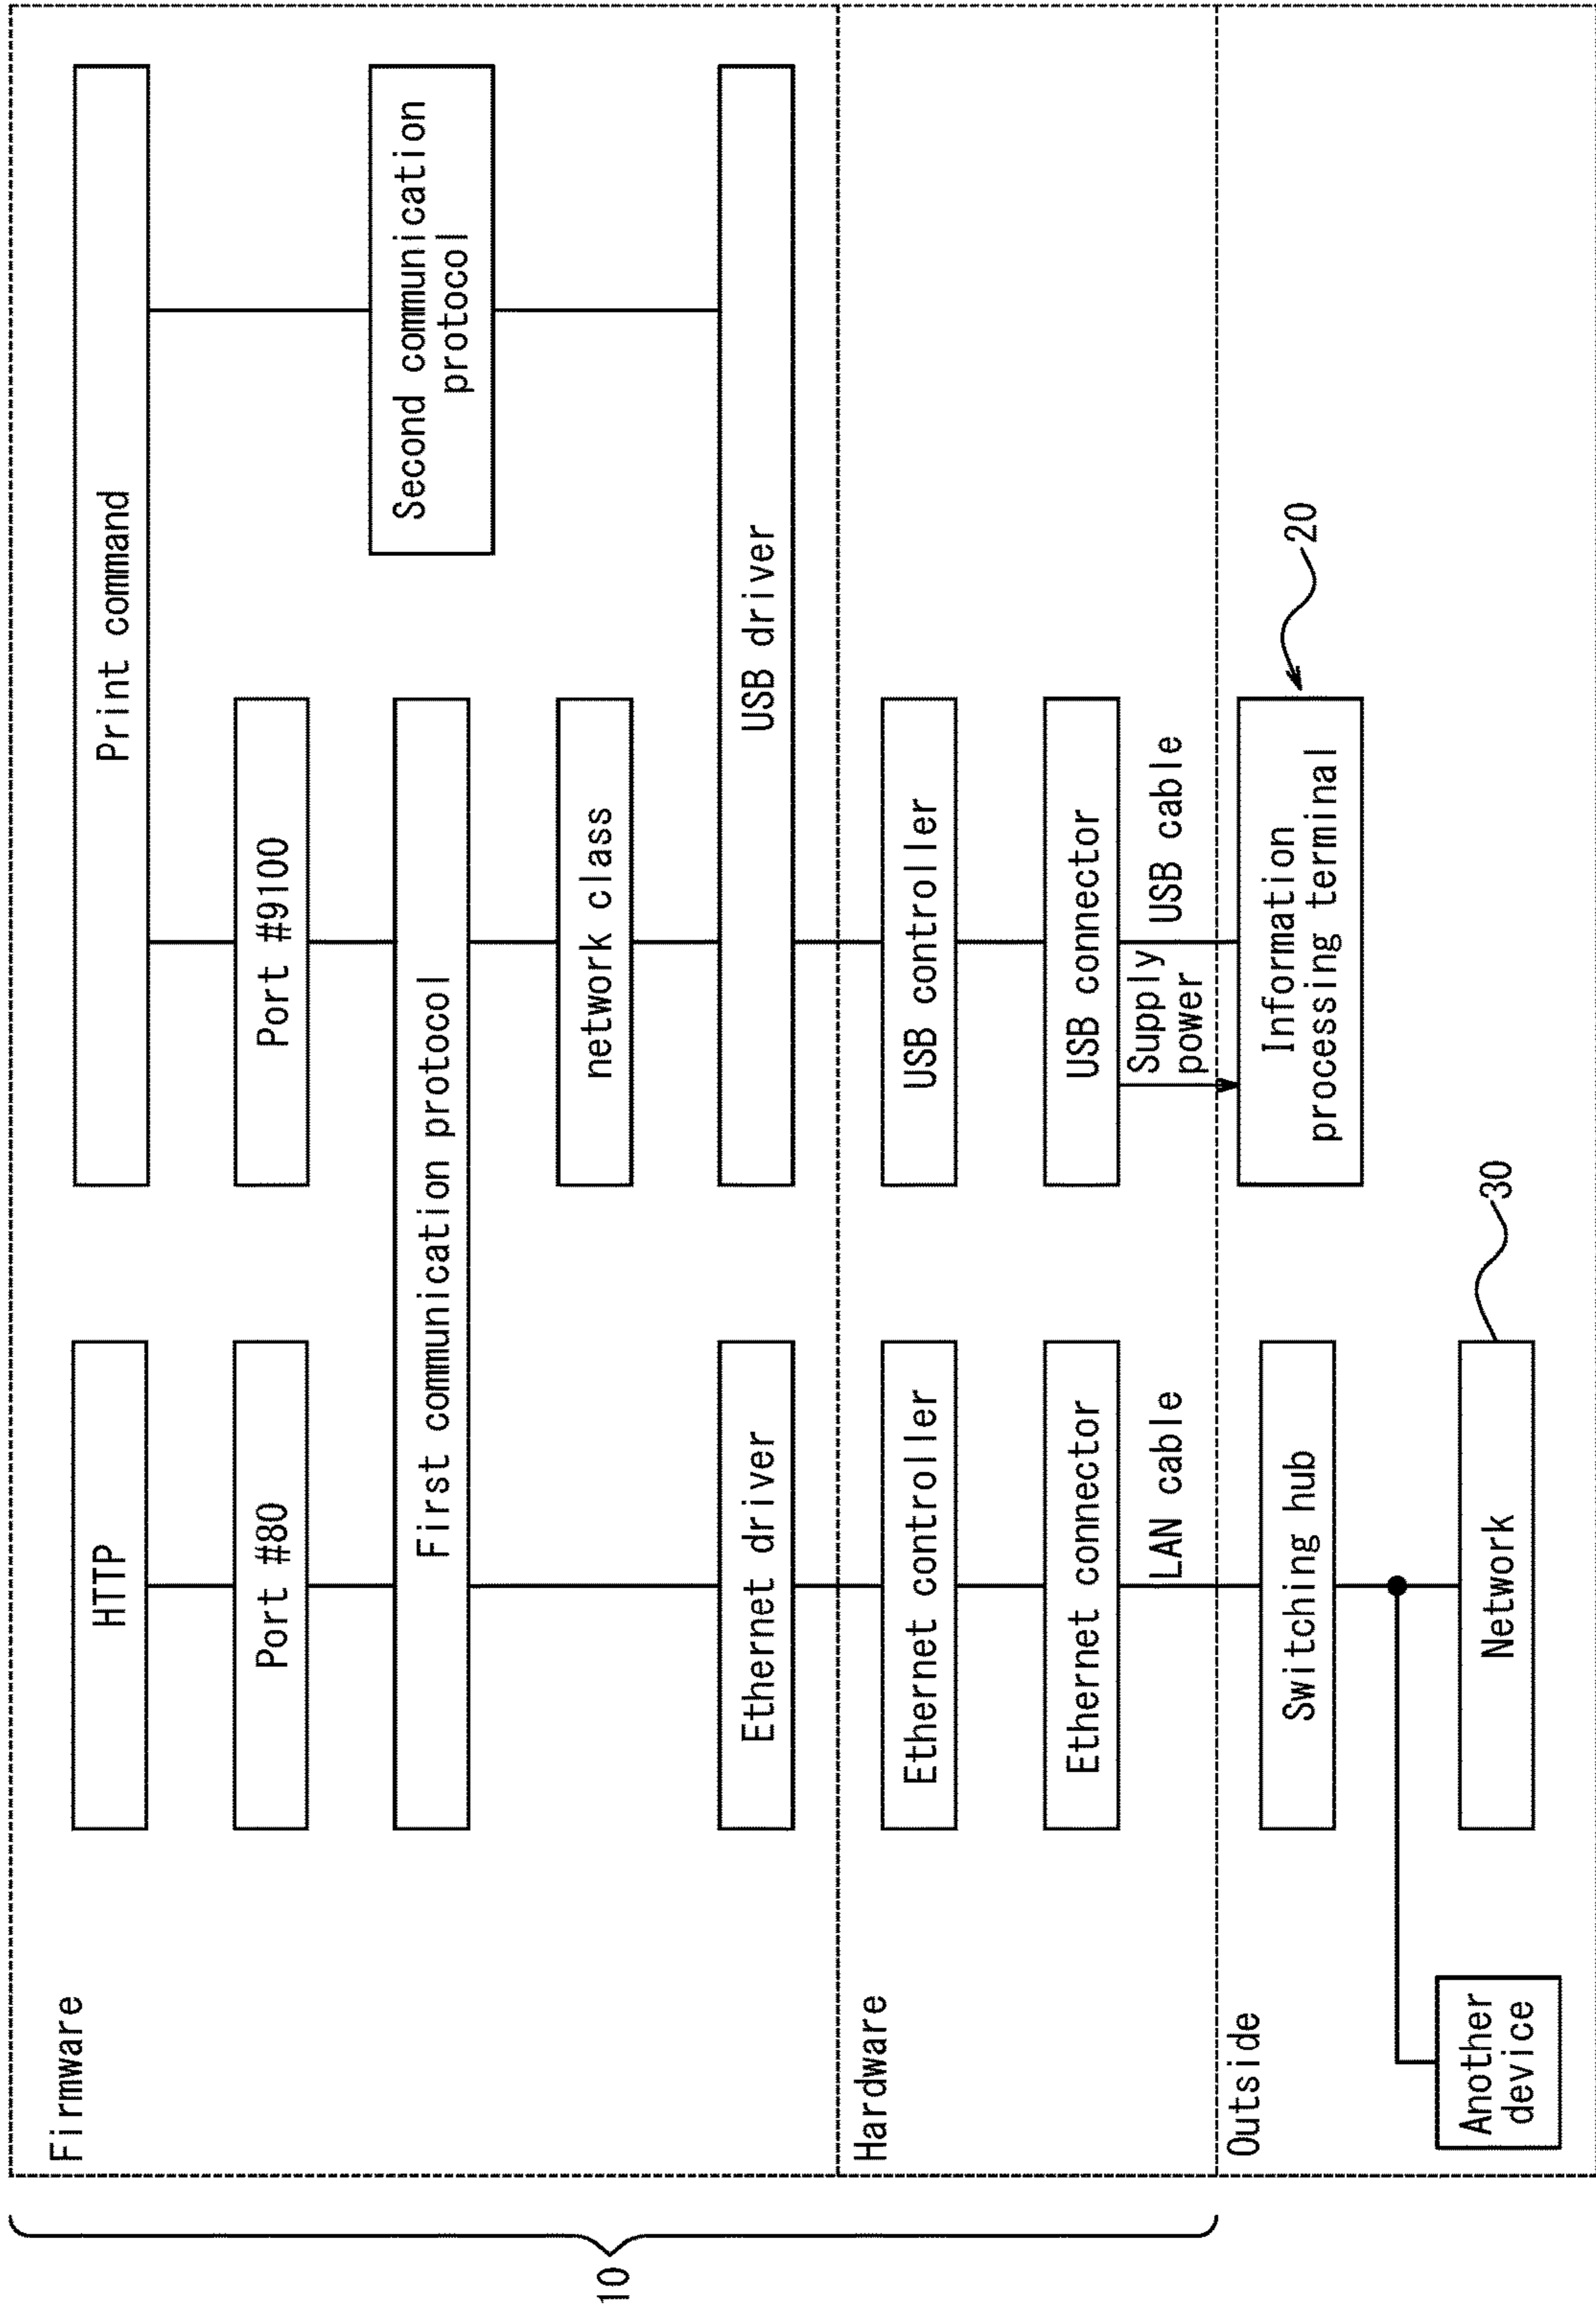 10
Firmware
HTTP
Print command
Port #80
Port #9100
First communication protocol
Second communication
protocol
network class
Ethernet driver
USB driver
Hardware
Ethernet controller
USB controller
Ethernet connector
USB connector
LAN cable
Supply
power
USB cable
Outside
Switching hub
Information
processing terminal
20
Another
device
Network
30